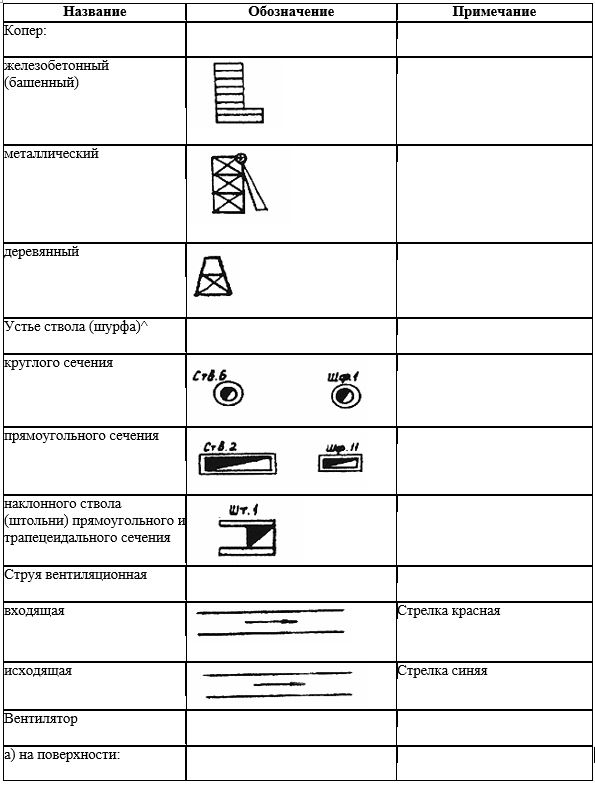 Название Обозначение Примечание
Копер:
железобетонный
(башенный)
металлический
деревянный
Устье ствола (шурфа)^
круглого сечения
Ств.6 Шф.1
прямоугольного сечения
Ств.2 Шф.11
наклонного ствола
(штольни) прямоугольного и
трапецеидального сечения
Шт.1
Струя вентиляционная
входящая Стрелка красная
исходящая Стрелка синяя
Вентилятор
а) на поверхности: